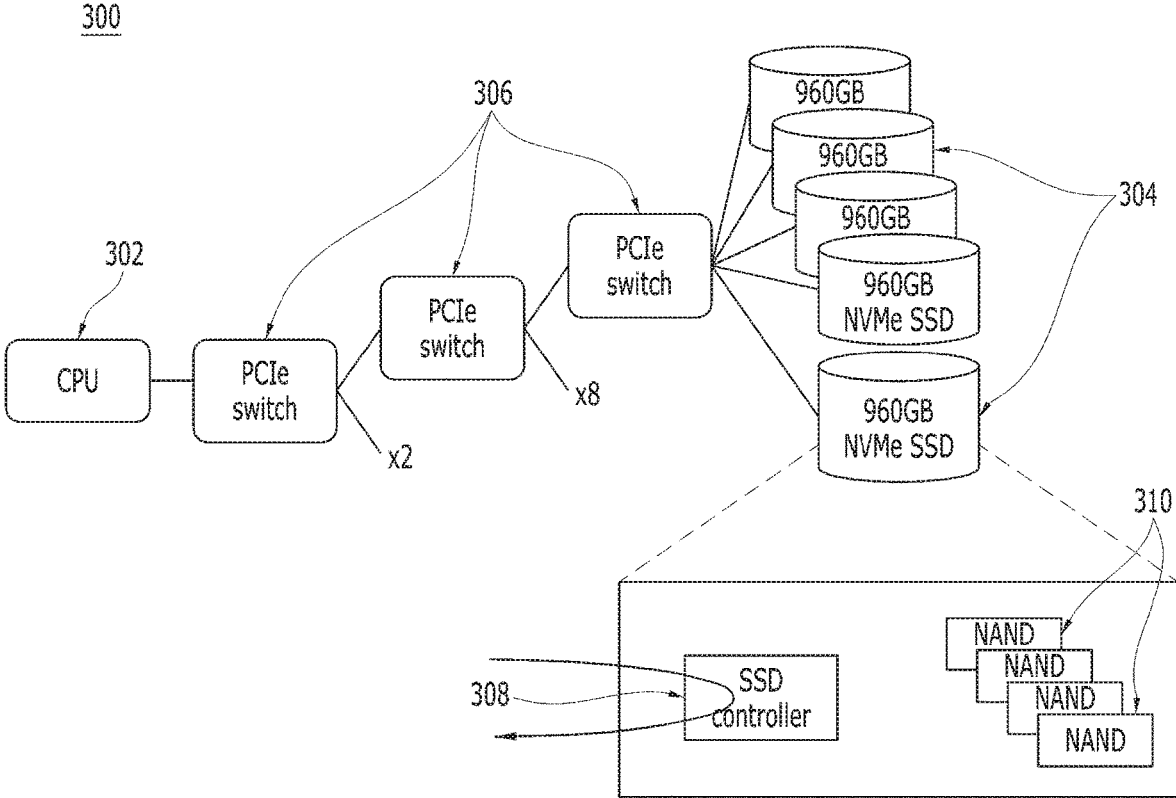 300
306
960GB
960GB
304
960GB
302
PCIe
switch
960GB
NVMe SSD
PCIe
switch
CPU
PCIe
switch
x8
960GB
NVMe SSD
x2
310
NAND
NAND
NAND
NAND
308
SSD
controller